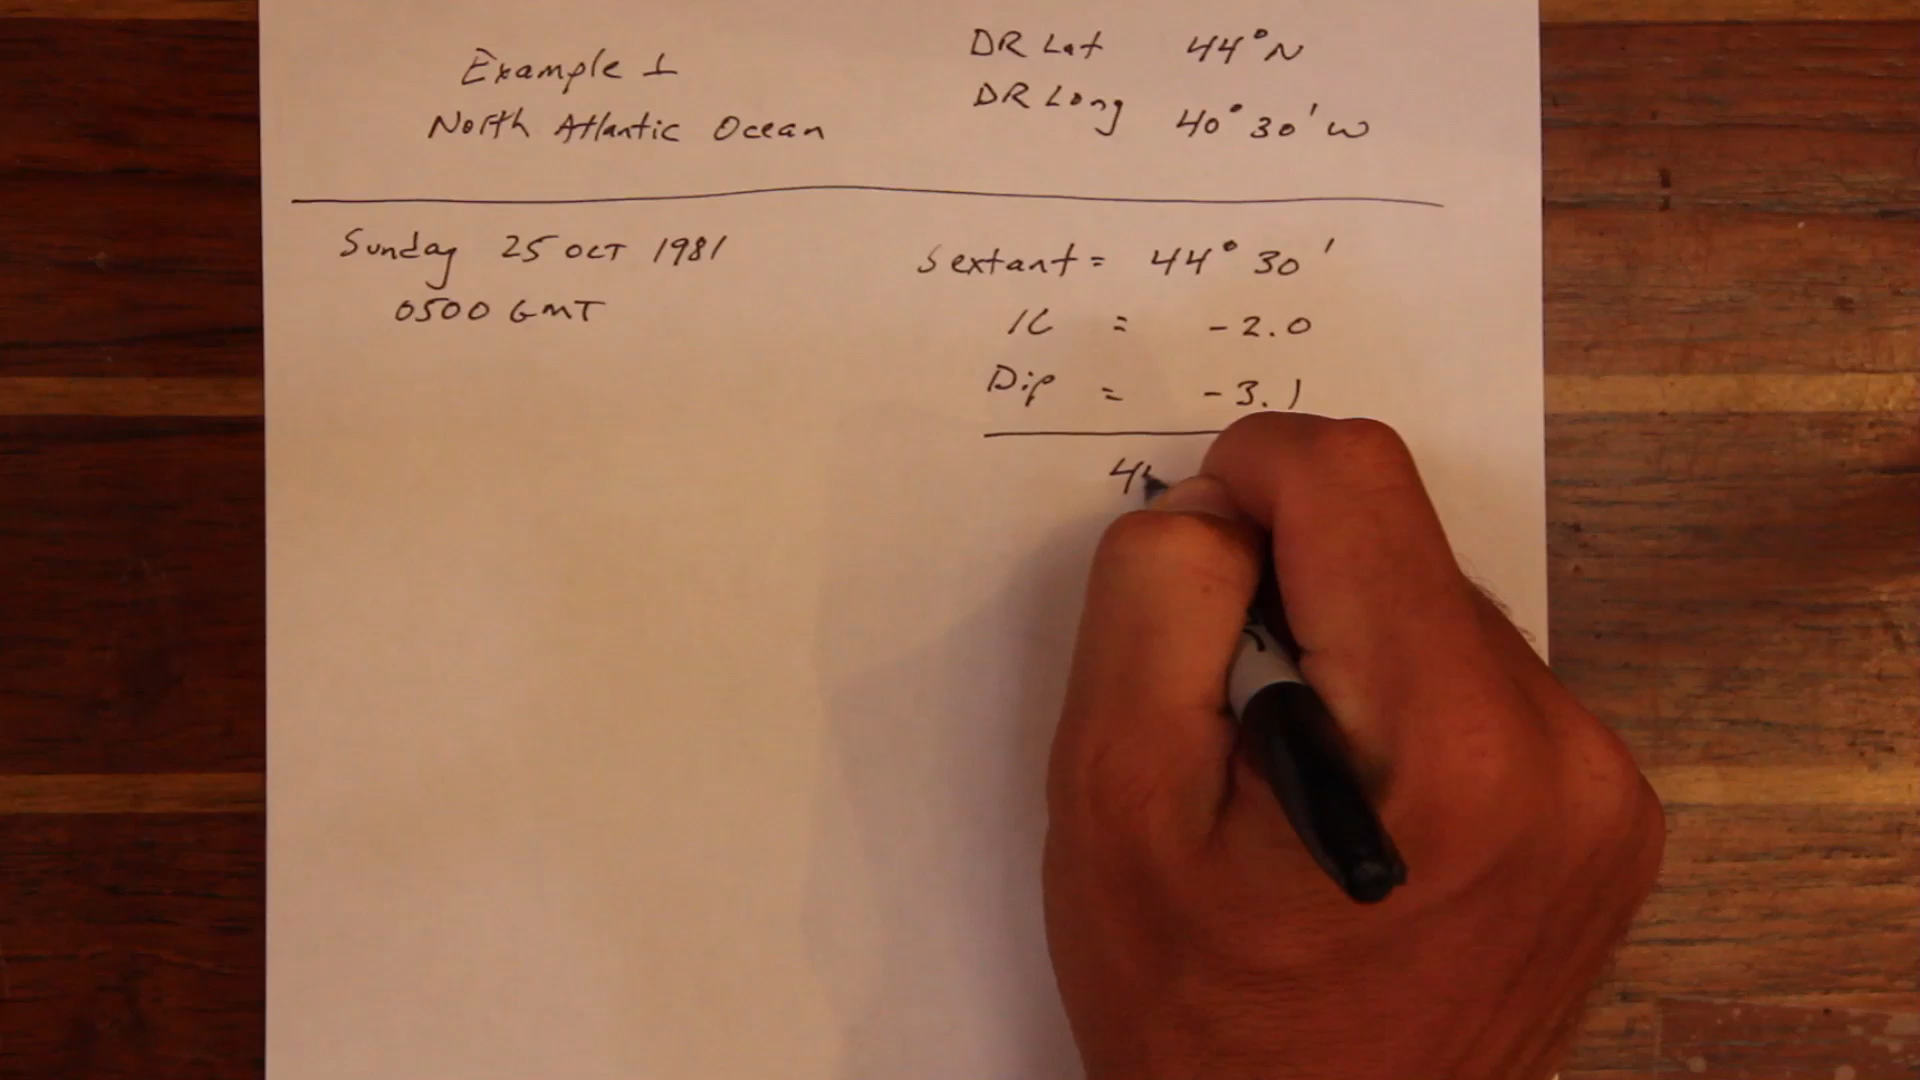 Example 1
North Atlantic Ocean
DR Lat 44°N
DR Long 40°30'W
Sunday 25 OCT 1981
0500 GMT
Sextant = 44°30'
IC = -2.0
Dip = -3.1
44